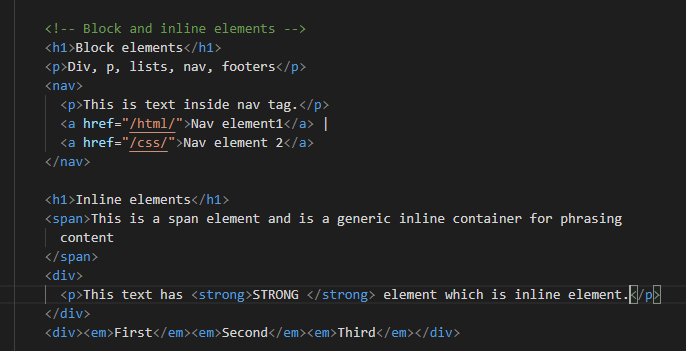 <!-- Block and inline elements -->
<h1>Block elements</h1>
<p>Div, p, lists, nav, footers</p>
<nav>
<p>This is text inside nav tag.</p>
<a href="/html/">Nav element1</a> |
<a href="/css/">Nav element 2</a>
</nav>
<h1>Inline elements</h1>
<span>This is a span element and is a generic inline container for phrasing
content
</span>
<div>
<p>This text has <strong>STRONG </strong> element which is inline element.</p>
</div>
<div><em>First</em><em>Second</em><em>Third</em></div>